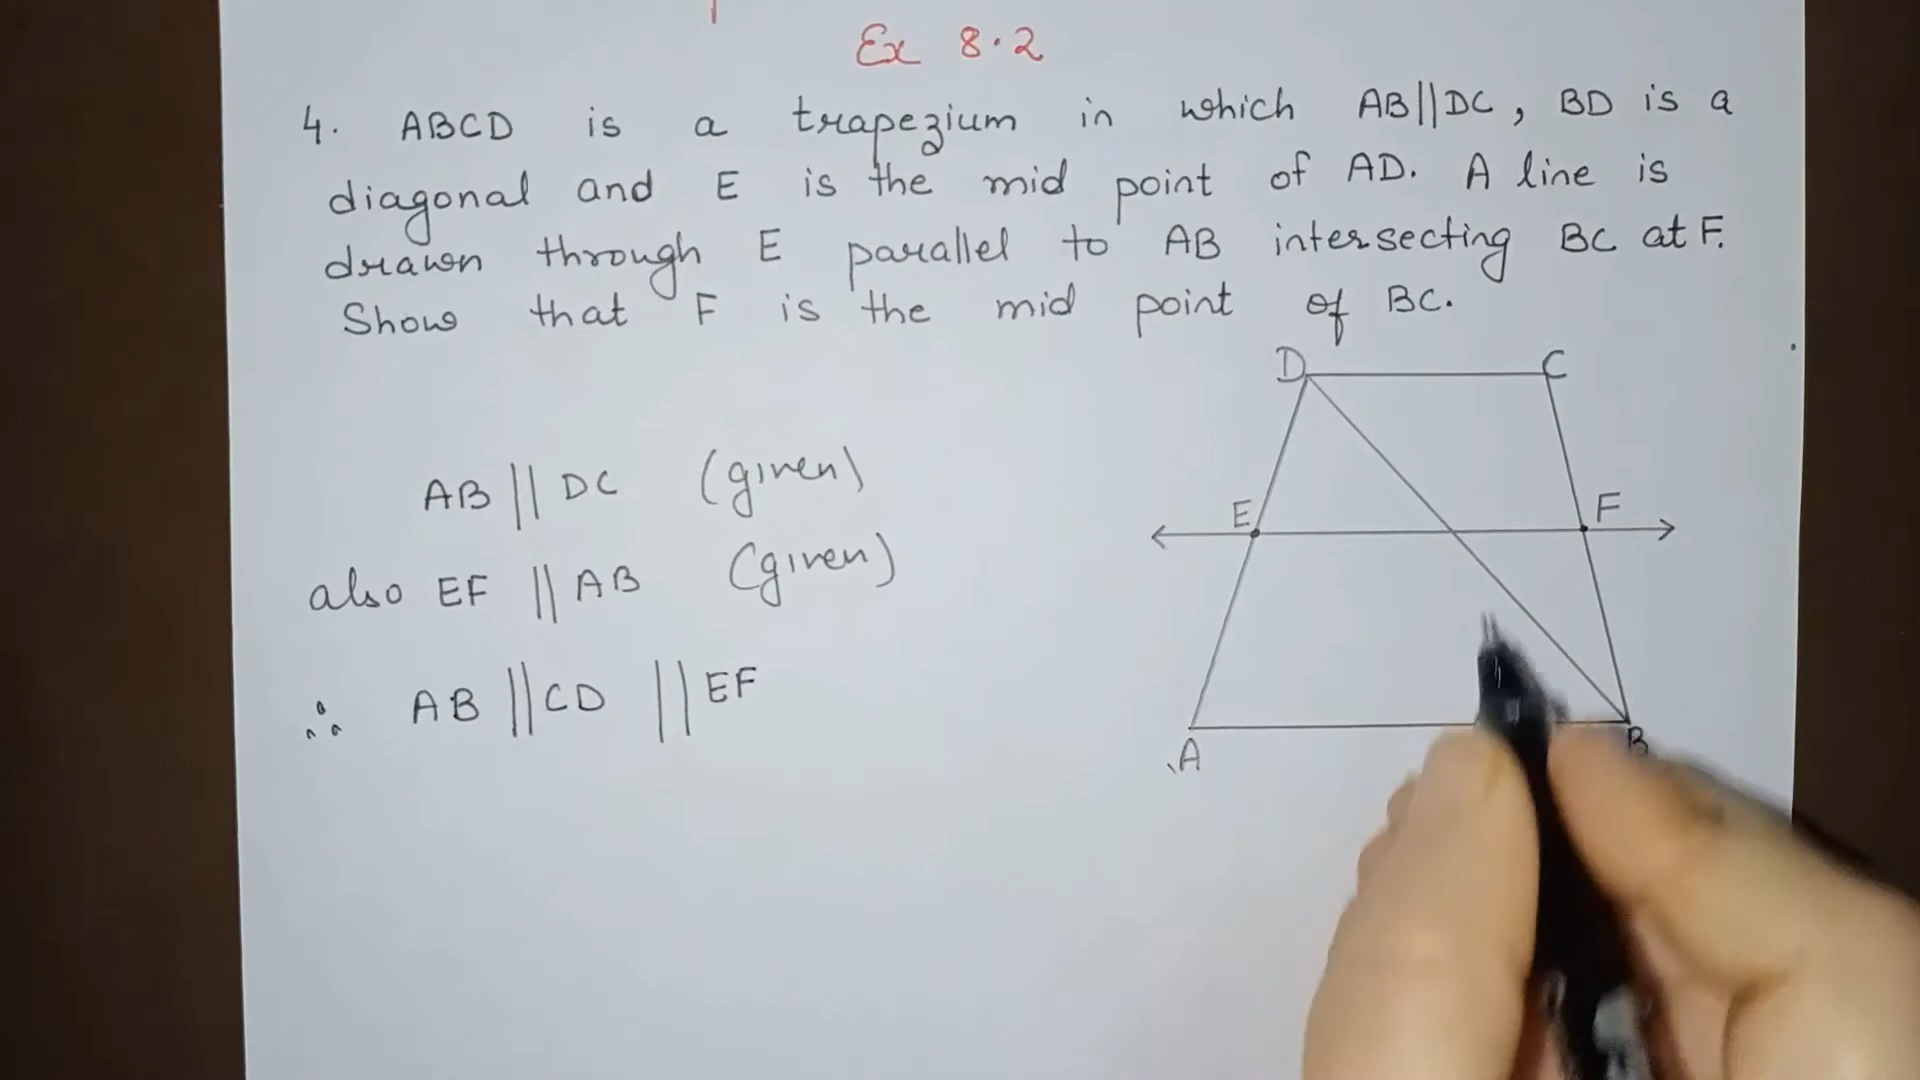 Ex 8.2
4. ABCD is a trapezium in which AB||DC, BD is a
diagonal and E is the mid point of AD. A line is
drawn through E parallel to AB intersecting BC at F.
Show that F is the mid point of BC.
D C
AB || DC (given)
E F
also EF || AB (given)
∴ AB || CD || EF
A B